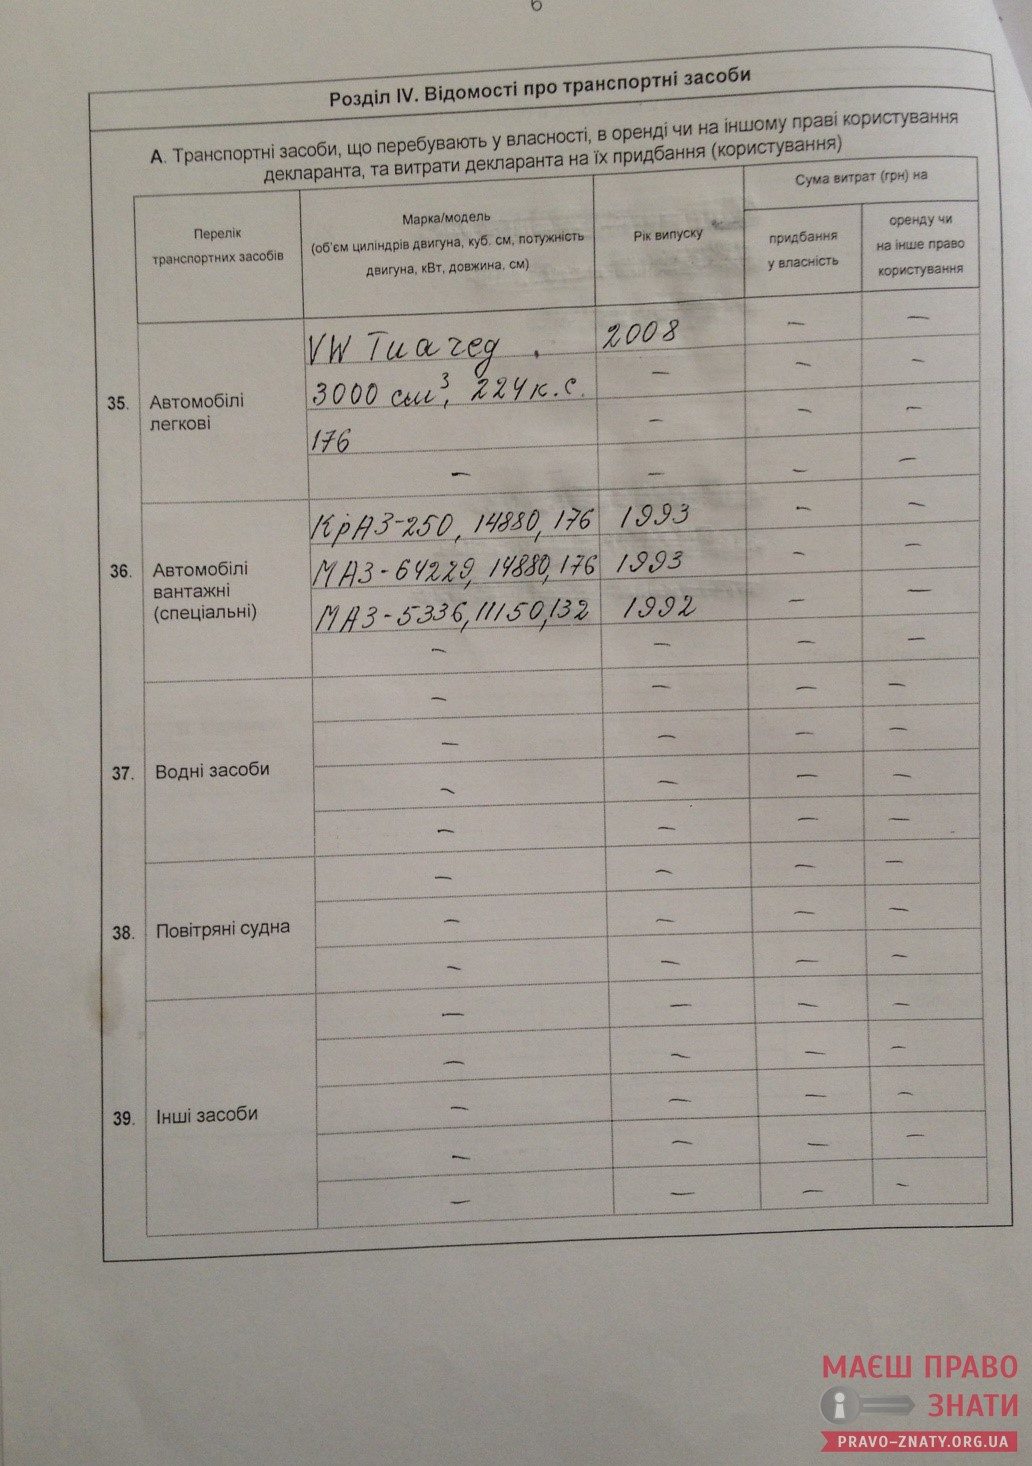 6
Розділ IV. Відомості про транспортні засоби
А. Транспортні засоби, що перебувають у власності, в оренді чи на іншому праві користування
декларанта, та витрати декларанта на їх придбання (користування)
Перелік
транспортних засобів
Марка/модель
(об'єм циліндрів двигуна, куб. см, потужність
двигуна, кВт, довжина, см)
Рік випуску
Сума витрат (грн) на
придбання
у власність
оренду чи
на інше право
користування
35. Автомобілі
легкові
VW Туарег. 2008 – –
3000 см³, 224 к.с. – – –
176 – – –
– – – –
36. Автомобілі
вантажні
(спеціальні)
КрАЗ-250, 14880, 176 1993 – –
МАЗ-64229, 14880, 176 1993 – –
МАЗ-5336, 11150, 132 1992 – –
– – – –
37. Водні засоби
– – – –
– – – –
– – – –
– – – –
38. Повітряні судна
– – – –
– – – –
– – – –
39. Інші засоби
– – – –
– – – –
– – – –
– – – –
– – – –
МАЄШ ПРАВО
ЗНАТИ
PRAVO-ZNATY.ORG.UA